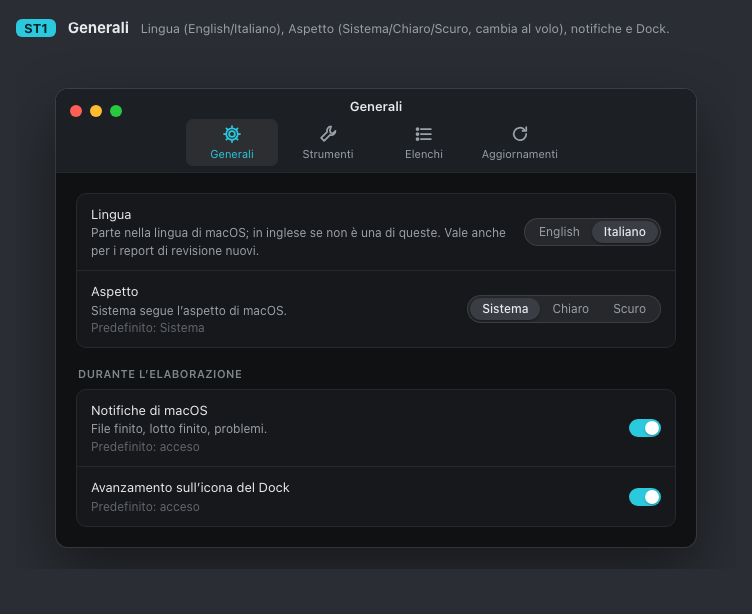 ST1 Generali Lingua (English/Italiano), Aspetto (Sistema/Chiaro/Scuro, cambia al volo), notifiche e Dock.
Generali
Generali Strumenti Elenchi Aggiornamenti
Lingua
Parte nella lingua di macOS; in inglese se non è una di queste. Vale anche
per i report di revisione nuovi.
English Italiano
Aspetto
Sistema segue l’aspetto di macOS.
Predefinito: Sistema
Sistema Chiaro Scuro
DURANTE L’ELABORAZIONE
Notifiche di macOS
File finito, lotto finito, problemi.
Predefinito: acceso
Avanzamento sull’icona del Dock
Predefinito: acceso